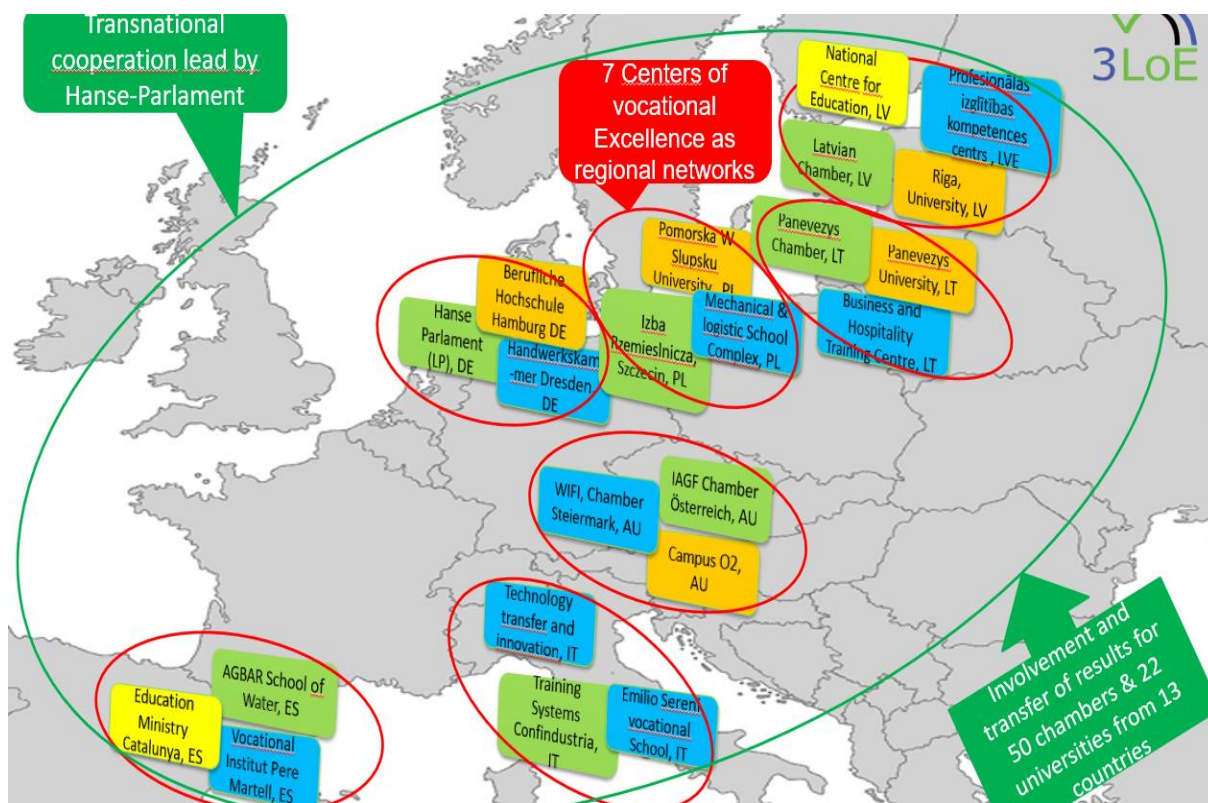 Transnational
cooperation lead by
Hanse-Parlament
7 Centers of
vocational
Excellence as
regional networks
3LoE
National
Centre for
Education, LV
Profesionālas
izglītības
kompetences
centrs , LVE
Latvian
Chamber, LV
Riga,
University, LV
Panevezys
Chamber, LT
Panevezys
University, LT
Business and
Hospitality
Training Centre, LT
Pomorska W
Slupsku
University, PL
Mechanical &
logistic School
Complex, PL
Izba
Rzemieslnicza,
Szczecin, PL
Berufliche
Hochschule
Hamburg DE
Hanse
Parlament
(LP), DE
Handwerkskam
-mer Dresden,
DE
WIFI, Chamber
Steiermark, AU
IAGF Chamber
Österreich, AU
Campus O2,
AU
Technology
transfer and
innovation, IT
Training
Systems
Confindustria,
IT
Emilio Sereni
vocational
School, IT
AGBAR School of
Water, ES
Education
Ministry
Catalunya, ES
Vocational
Institut Pere
Martell, ES
Involvement and
transfer of results for
50 chambers & 22
universities from 13
countries